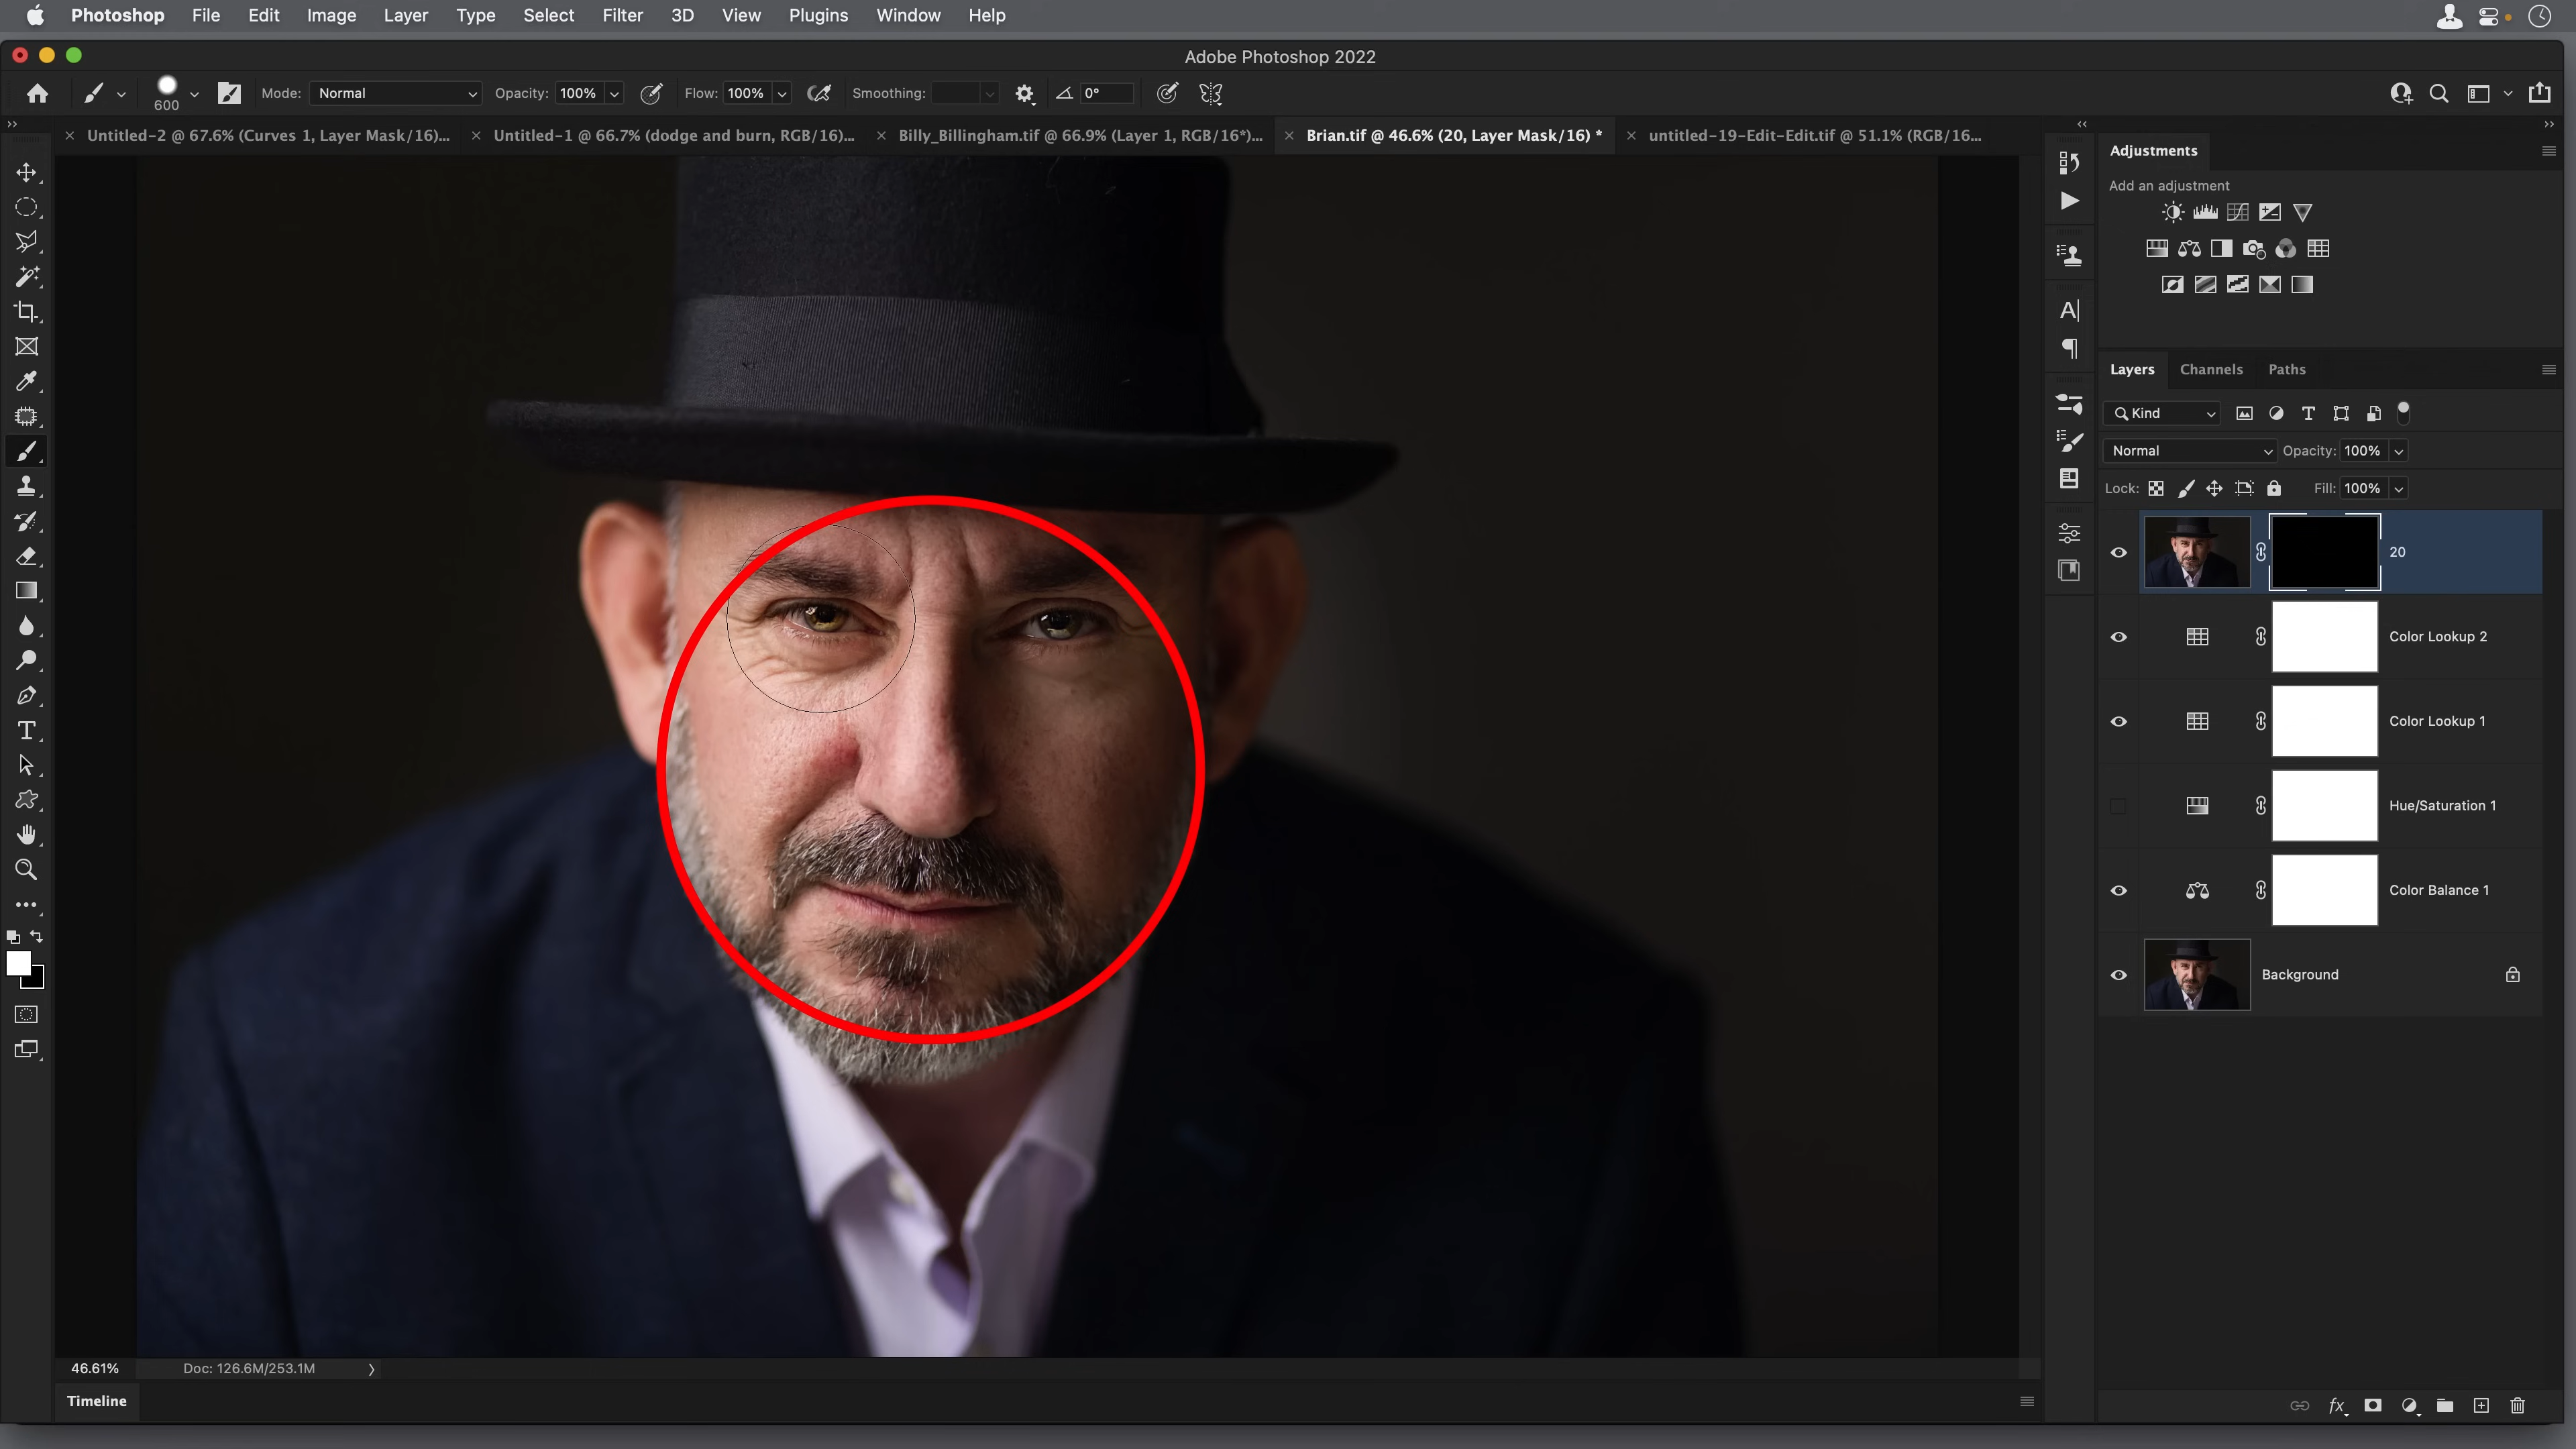 Photoshop File Edit Image Layer Type Select Filter 3D View Plugins Window Help
Adobe Photoshop 2022
600 Mode: Normal Opacity: 100% Flow: 100% Smoothing: 0°
Untitled-2 @ 67.6% (Curves 1, Layer Mask/16)... Untitled-1 @ 66.7% (dodge and burn, RGB/16)... Billy_Billingham.tif @ 66.9% (Layer 1, RGB/16*)... Brian.tif @ 46.6% (20, Layer Mask/16) * untitled-19-Edit-Edit.tif @ 51.1% (RGB/16...
Adjustments
Add an adjustment
Layers Channels Paths
Kind
Normal Opacity: 100%
Lock: Fill: 100%
20
Color Lookup 2
Color Lookup 1
Hue/Saturation 1
Color Balance 1
Background
46.61% Doc: 126.6M/253.1M
Timeline